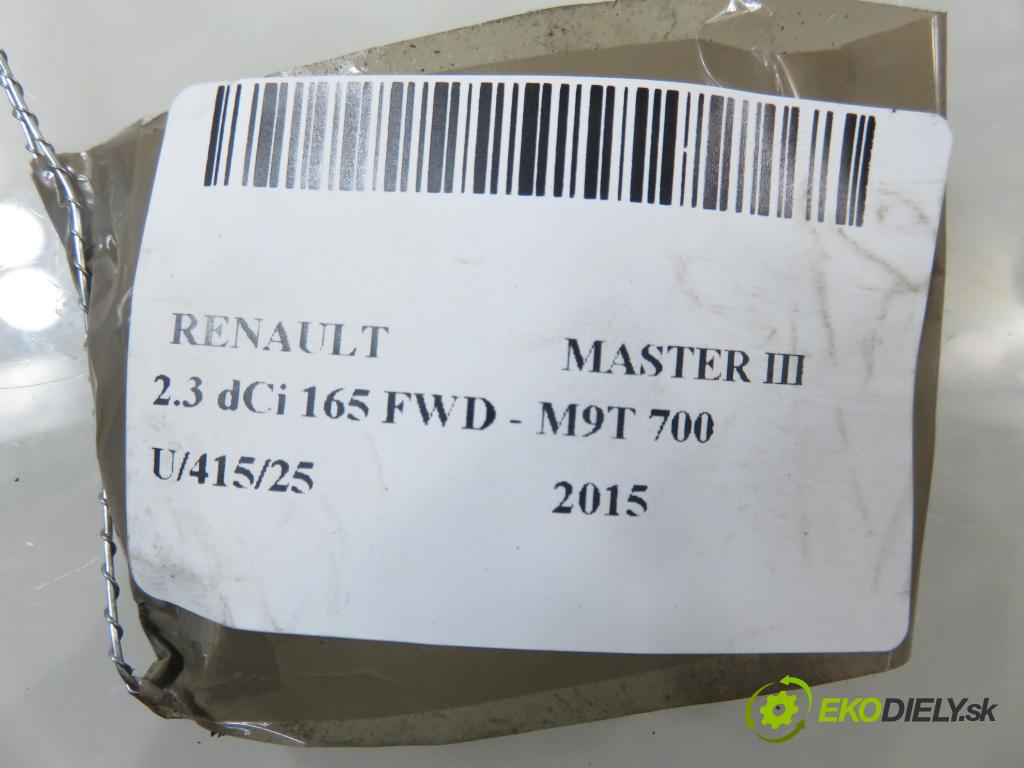 RENAULT MASTER III
2.3 dCi 165 FWD - M9T 700
U/415/25 2015
EKODIELY.sk